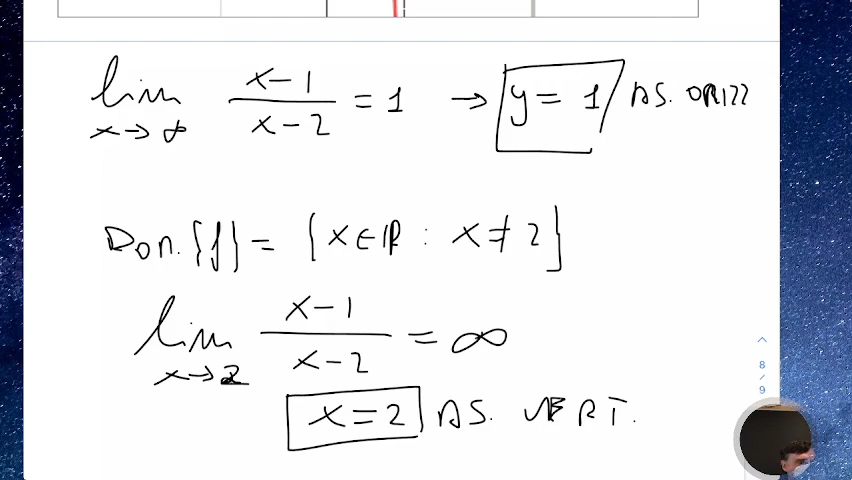 lim x→∞ x-1 / x-2 = 1 → y = 1 AS. ORIZZ
Dom. {f} = {x∈ℝ : x ≠ 2}
lim x→2 x-1 / x-2 = ∞
x = 2 AS. VERT.
8
/
9